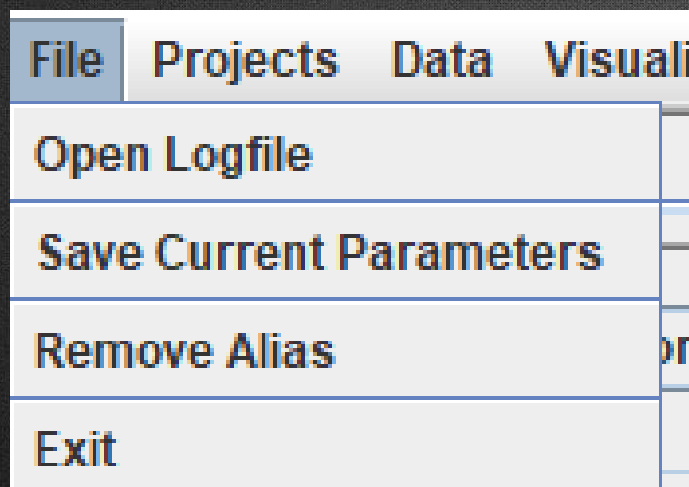 File Projects Data
Open Logfile
Save Current Parameters
Remove Alias
Exit